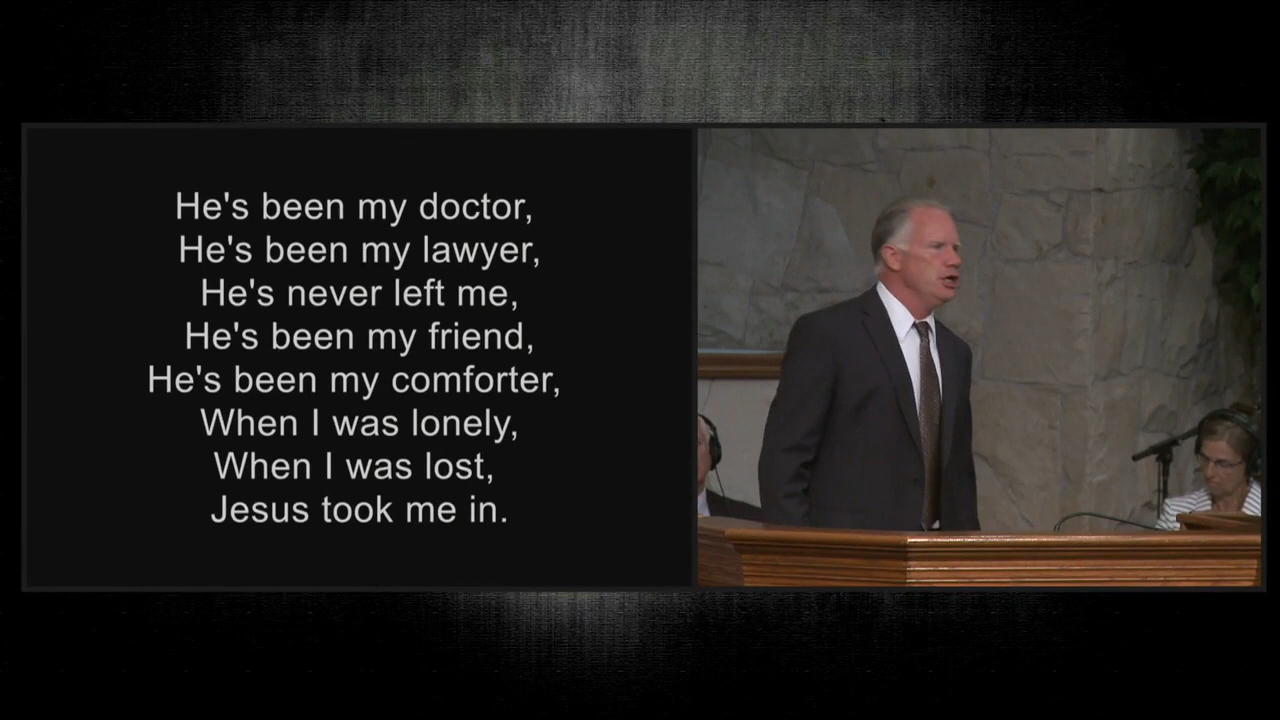 He's been my doctor,
He's been my lawyer,
He's never left me,
He's been my friend,
He's been my comforter,
When I was lonely,
When I was lost,
Jesus took me in.